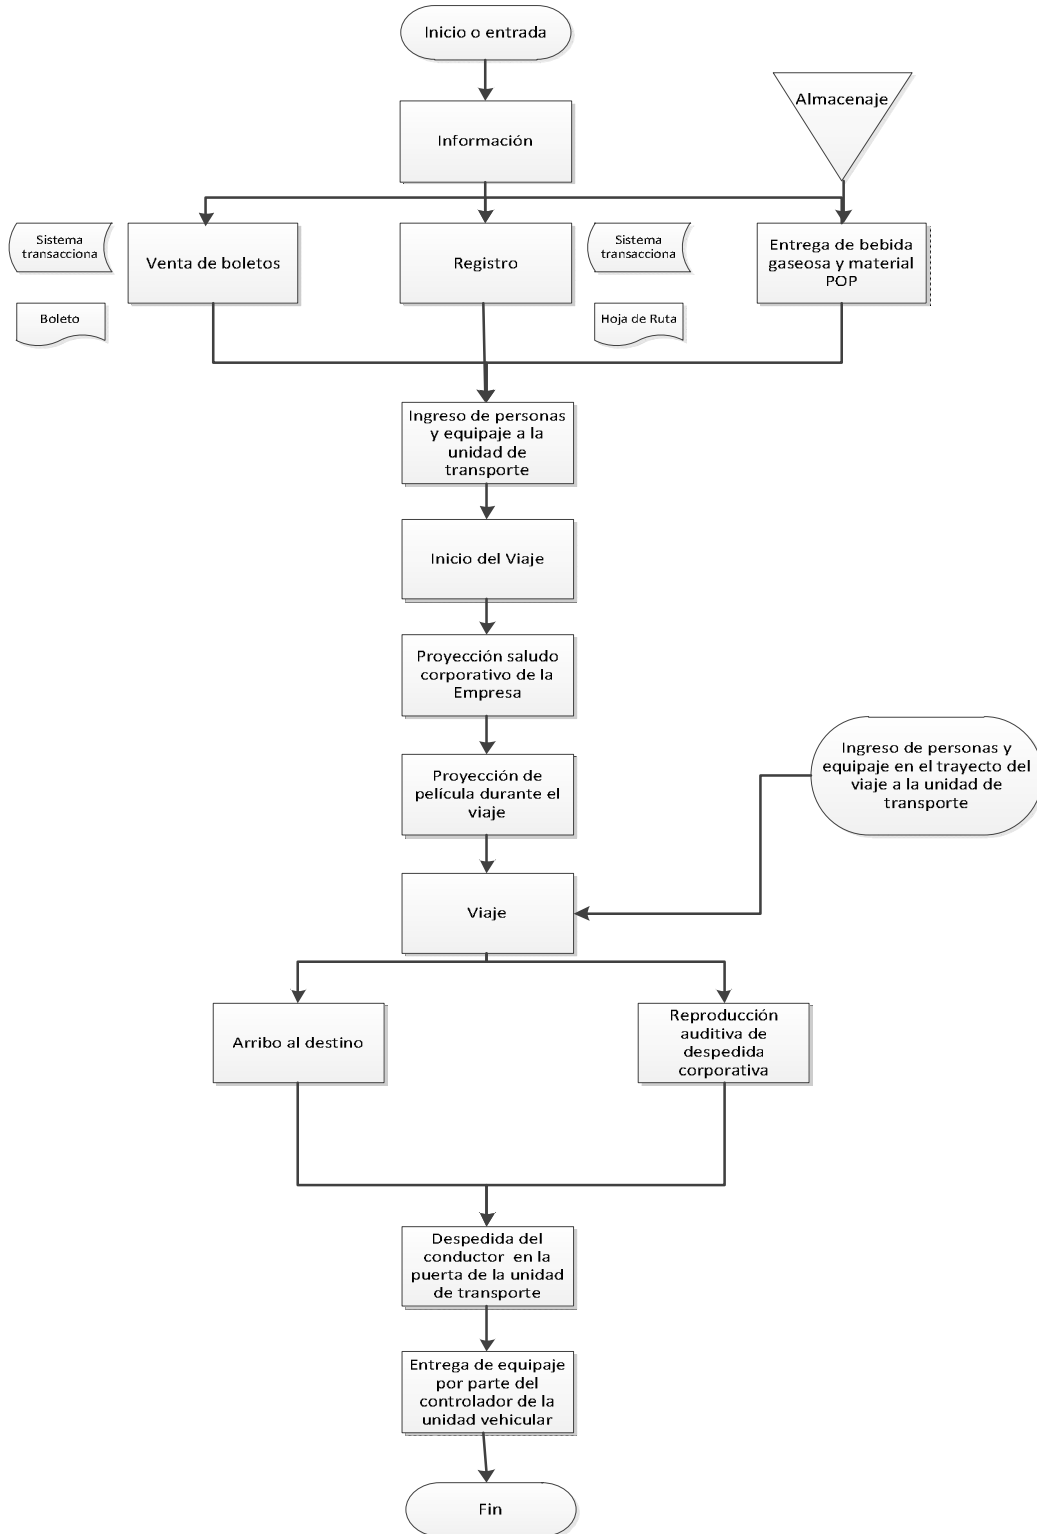 Inicio o entrada
Almacenaje
Información
Sistema
transacciona
Venta de boletos
Registro
Sistema
transacciona
Entrega de bebida
gaseosa y material
POP
Boleto
Hoja de Ruta
Ingreso de personas
y equipaje a la
unidad de
transporte
Inicio del Viaje
Proyección saludo
corporativo de la
Empresa
Ingreso de personas y
equipaje en el trayecto del
viaje a la unidad de
transporte
Proyección de
película durante el
viaje
Viaje
Arribo al destino
Reproducción
auditiva de
despedida
corporativa
Despedida del
conductor en la
puerta de la unidad
de transporte
Entrega de equipaje
por parte del
controlador de la
unidad vehicular
Fin